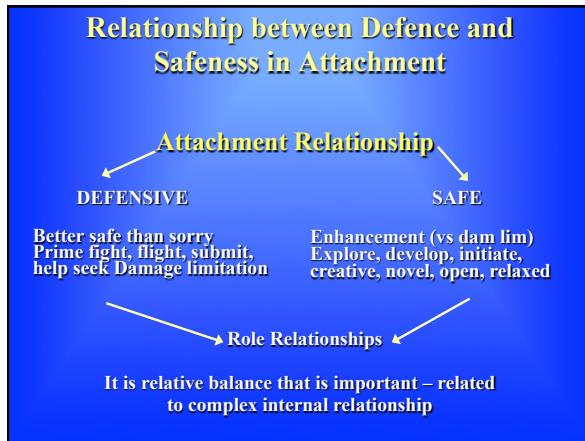 Relationship between Defence and
Safeness in Attachment
Attachment Relationship
DEFENSIVE
Better safe than sorry
Prime fight, flight, submit,
help seek Damage limitation
SAFE
Enhancement (vs dam lim)
Explore, develop, initiate,
creative, novel, open, relaxed
Role Relationships
It is relative balance that is important – related
to complex internal relationship